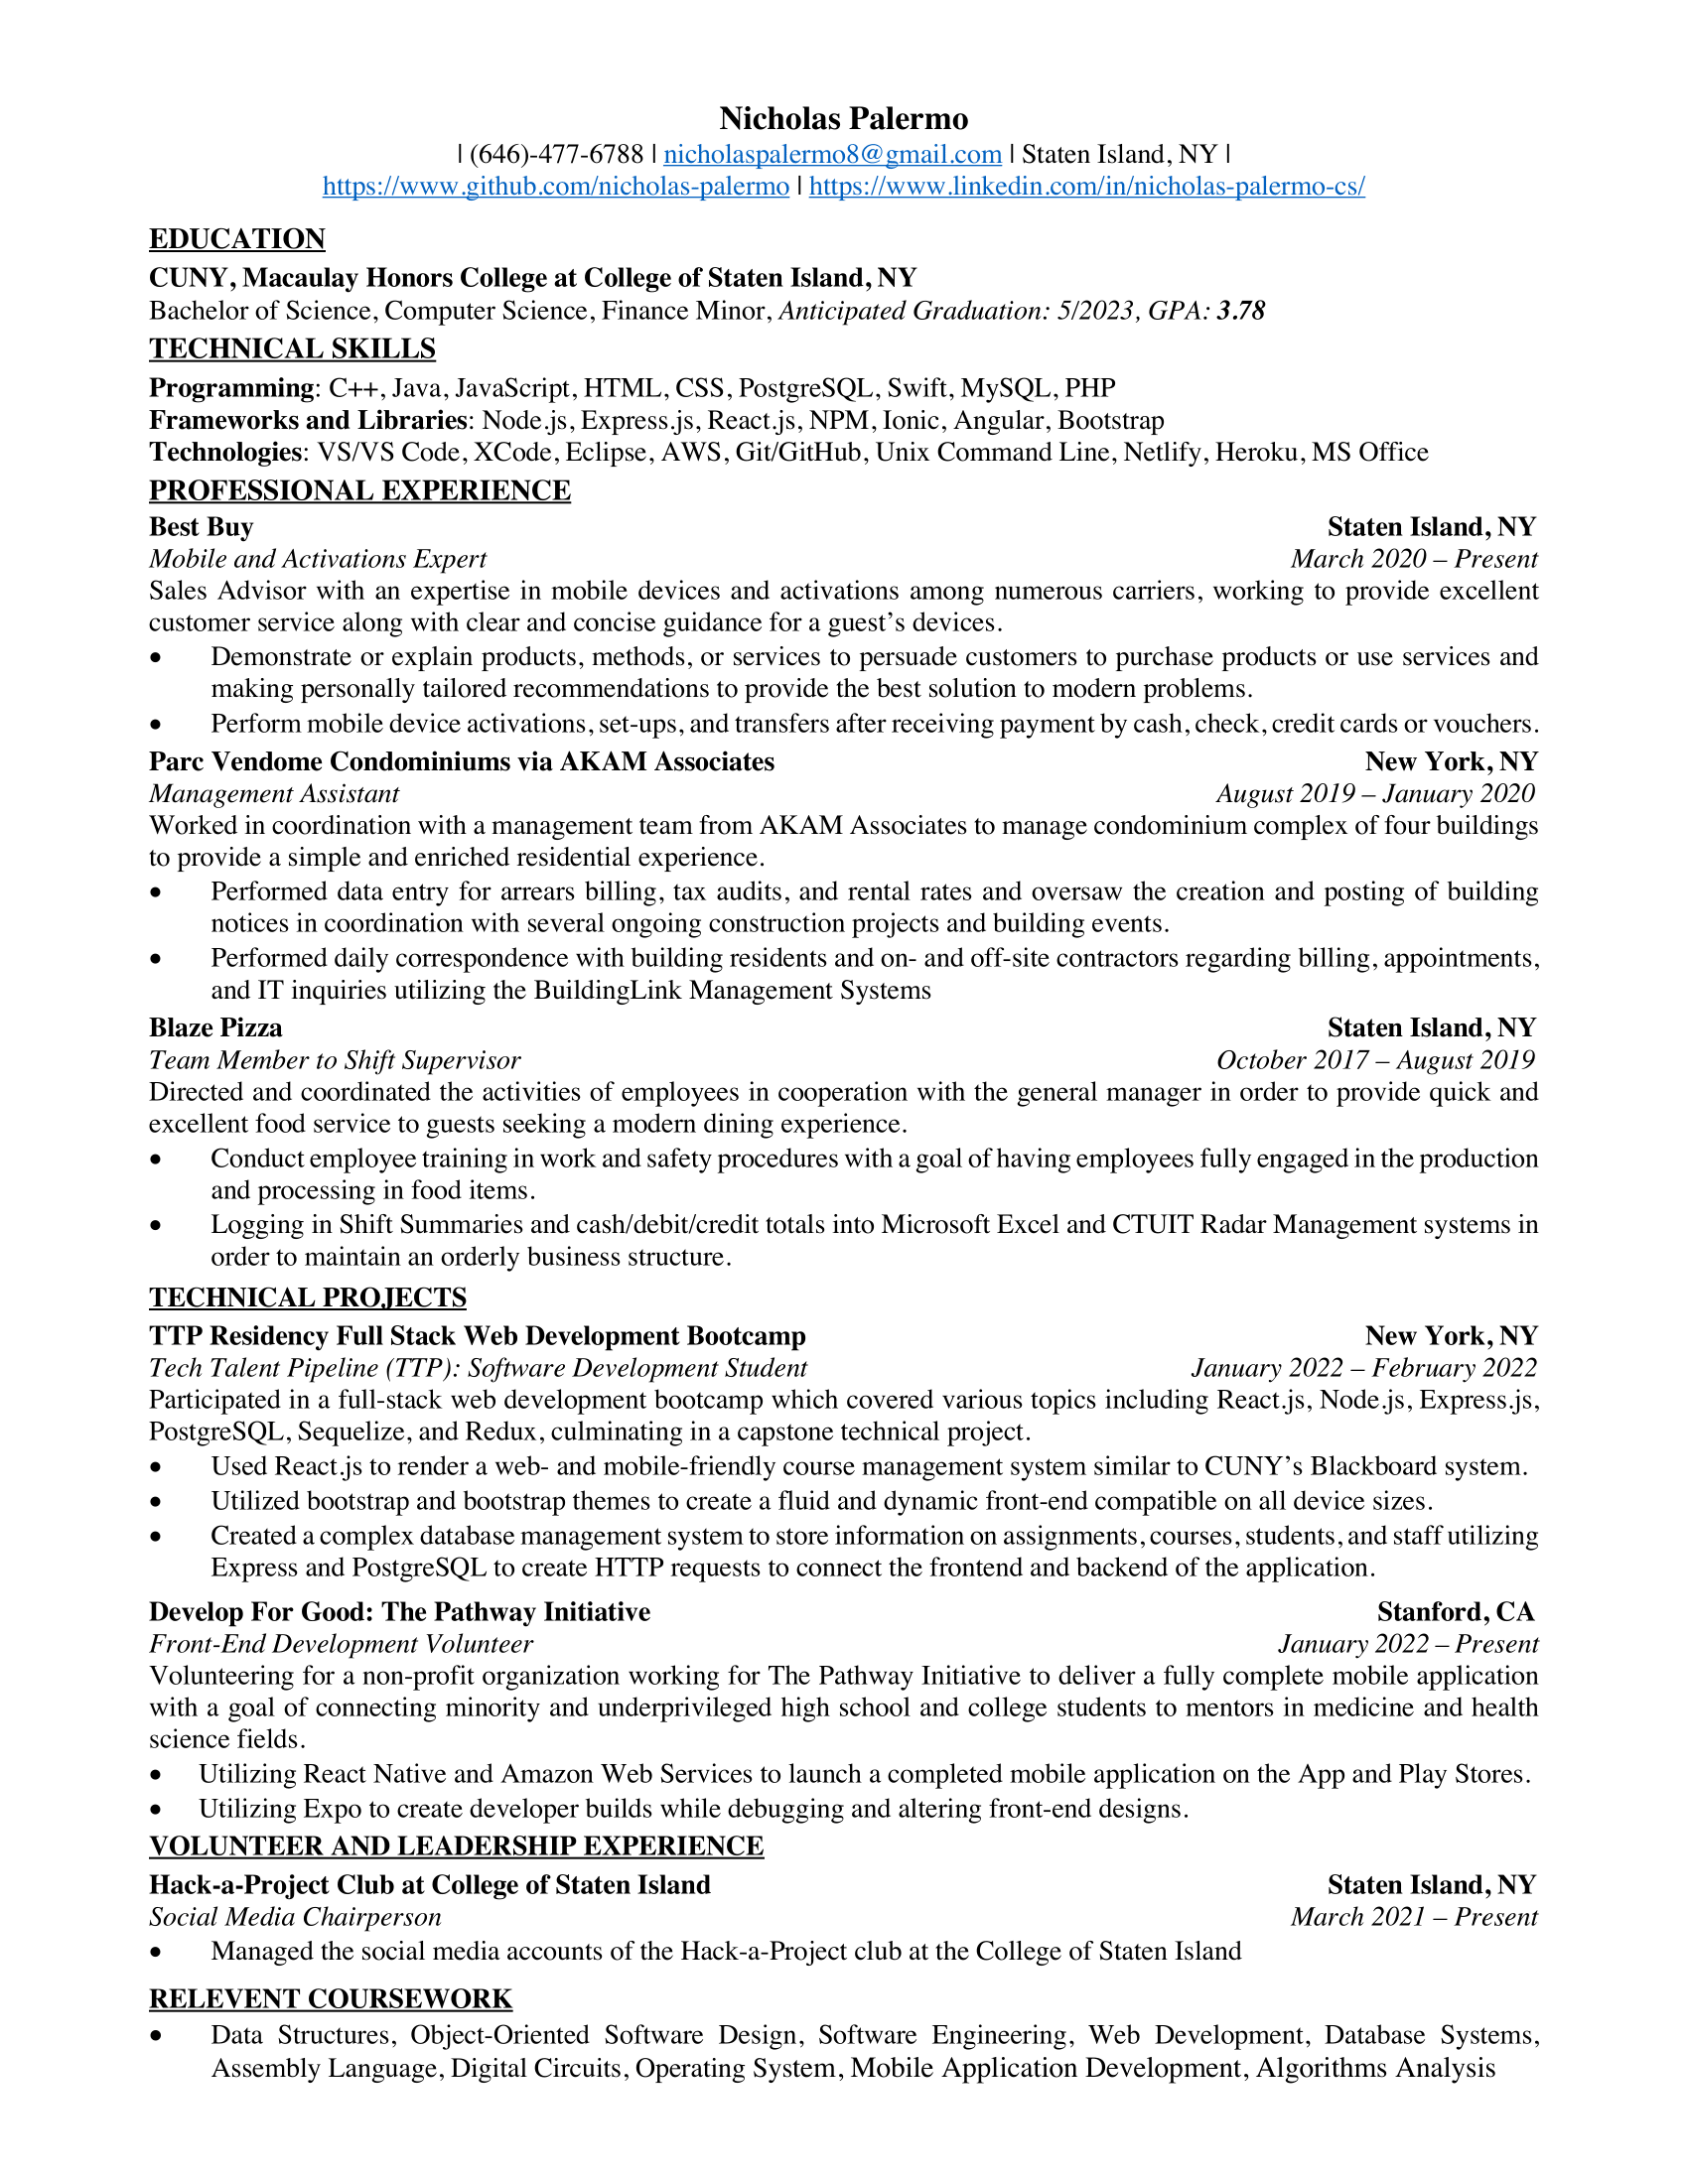 Nicholas Palermo
| (646)-477-6788 | nicholaspalermo8@gmail.com | Staten Island, NY |
https://www.github.com/nicholas-palermo | https://www.linkedin.com/in/nicholas-palermo-cs/
EDUCATION
CUNY, Macaulay Honors College at College of Staten Island, NY
Bachelor of Science, Computer Science, Finance Minor, Anticipated Graduation: 5/2023, GPA: 3.78
TECHNICAL SKILLS
Programming: C++, Java, JavaScript, HTML, CSS, PostgreSQL, Swift, MySQL, PHP
Frameworks and Libraries: Node.js, Express.js, React.js, NPM, Ionic, Angular, Bootstrap
Technologies: VS/VS Code, XCode, Eclipse, AWS, Git/GitHub, Unix Command Line, Netlify, Heroku, MS Office
PROFESSIONAL EXPERIENCE
Best Buy Staten Island, NY
Mobile and Activations Expert March 2020 – Present
Sales Advisor with an expertise in mobile devices and activations among numerous carriers, working to provide excellent
customer service along with clear and concise guidance for a guest’s devices.
• Demonstrate or explain products, methods, or services to persuade customers to purchase products or use services and
making personally tailored recommendations to provide the best solution to modern problems.
• Perform mobile device activations, set-ups, and transfers after receiving payment by cash, check, credit cards or vouchers.
Parc Vendome Condominiums via AKAM Associates New York, NY
Management Assistant August 2019 – January 2020
Worked in coordination with a management team from AKAM Associates to manage condominium complex of four buildings
to provide a simple and enriched residential experience.
• Performed data entry for arrears billing, tax audits, and rental rates and oversaw the creation and posting of building
notices in coordination with several ongoing construction projects and building events.
• Performed daily correspondence with building residents and on- and off-site contractors regarding billing, appointments,
and IT inquiries utilizing the BuildingLink Management Systems
Blaze Pizza Staten Island, NY
Team Member to Shift Supervisor October 2017 – August 2019
Directed and coordinated the activities of employees in cooperation with the general manager in order to provide quick and
excellent food service to guests seeking a modern dining experience.
• Conduct employee training in work and safety procedures with a goal of having employees fully engaged in the production
and processing in food items.
• Logging in Shift Summaries and cash/debit/credit totals into Microsoft Excel and CTUIT Radar Management systems in
order to maintain an orderly business structure.
TECHNICAL PROJECTS
TTP Residency Full Stack Web Development Bootcamp New York, NY
Tech Talent Pipeline (TTP): Software Development Student January 2022 – February 2022
Participated in a full-stack web development bootcamp which covered various topics including React.js, Node.js, Express.js,
PostgreSQL, Sequelize, and Redux, culminating in a capstone technical project.
• Used React.js to render a web- and mobile-friendly course management system similar to CUNY’s Blackboard system.
• Utilized bootstrap and bootstrap themes to create a fluid and dynamic front-end compatible on all device sizes.
• Created a complex database management system to store information on assignments, courses, students, and staff utilizing
Express and PostgreSQL to create HTTP requests to connect the frontend and backend of the application.
Develop For Good: The Pathway Initiative Stanford, CA
Front-End Development Volunteer January 2022 – Present
Volunteering for a non-profit organization working for The Pathway Initiative to deliver a fully complete mobile application
with a goal of connecting minority and underprivileged high school and college students to mentors in medicine and health
science fields.
• Utilizing React Native and Amazon Web Services to launch a completed mobile application on the App and Play Stores.
• Utilizing Expo to create developer builds while debugging and altering front-end designs.
VOLUNTEER AND LEADERSHIP EXPERIENCE
Hack-a-Project Club at College of Staten Island Staten Island, NY
Social Media Chairperson March 2021 – Present
• Managed the social media accounts of the Hack-a-Project club at the College of Staten Island
RELEVENT COURSEWORK
• Data Structures, Object-Oriented Software Design, Software Engineering, Web Development, Database Systems,
Assembly Language, Digital Circuits, Operating System, Mobile Application Development, Algorithms Analysis